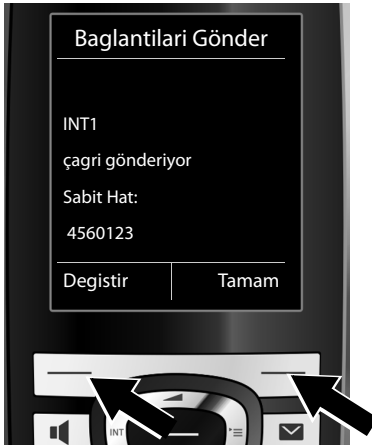 Baglantilari Gönder
INT1
çagri gönderiyor
Sabit Hat:
4560123
Degistir Tamam
INT